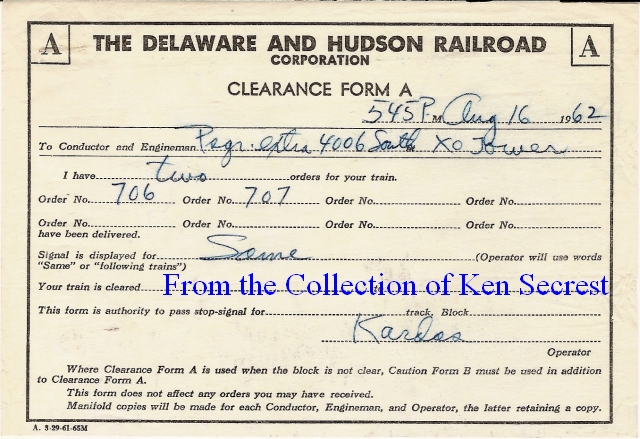 A THE DELAWARE AND HUDSON RAILROAD A
CORPORATION
CLEARANCE FORM A
545 P M Aug 16 1962
To Conductor and Engineman Psgr. extra 4006 South at XO Tower
I have two orders for your train.
Order No. 706 Order No. 707 Order No. Order No.
Order No. Order No. Order No. Order No.
have been delivered.
Signal is displayed for Same (Operator will use words
"Same" or "following trains")
Your train is cleared
From the Collection of Ken Secrest
This form is authority to pass stop-signal for track, Block
Kardos
Operator
Where Clearance Form A is used when the block is not clear, Caution Form B must be used in addition
to Clearance Form A.
This form does not affect any orders you may have received.
Manifold copies will be made for each Conductor, Engineman, and Operator, the latter retaining a copy.
A. 3-29-61-65M